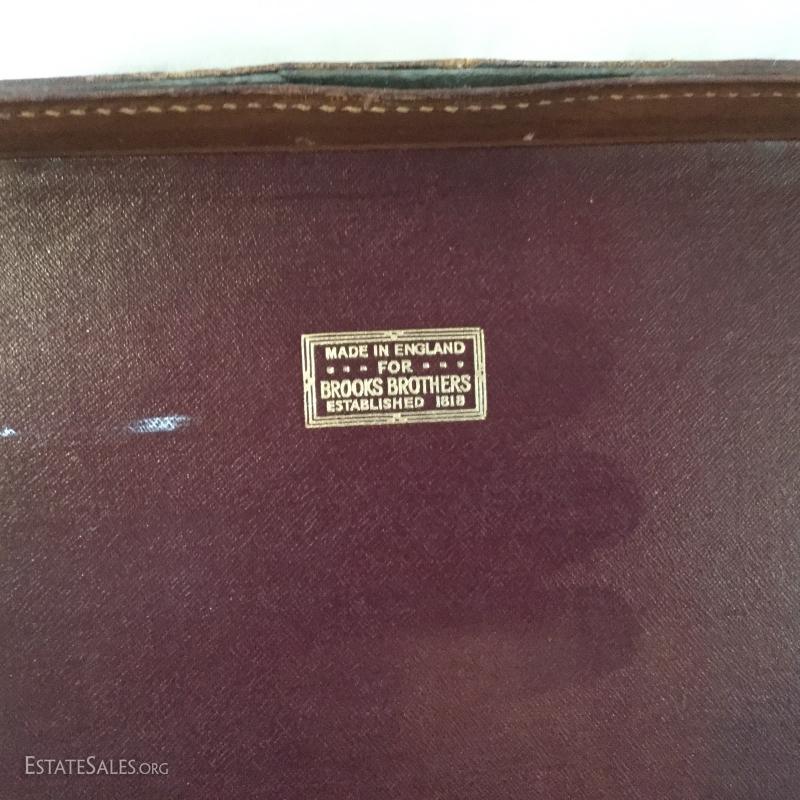 MADE IN ENGLAND
FOR
BROOKS BROTHERS
ESTABLISHED 1818
ESTATESALES.ORG